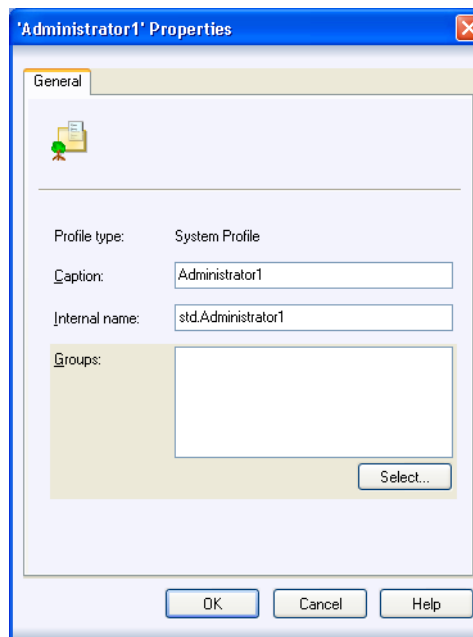 'Administrator1' Properties
General
Profile type: System Profile
Caption: Administrator1
Internal name: std.Administrator1
Groups:
Select...
OK Cancel Help